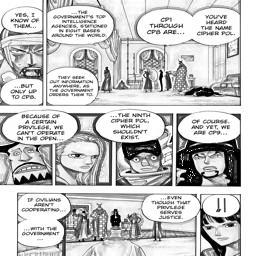 YOU'VE
HEARD
THE NAME
CIPHER POL.
CP1
THROUGH
CP8 ARE...
...THE
GOVERNMENT'S TOP
INTELLIGENCE
AGENCIES, STATIONED
IN EIGHT BASES
AROUND THE WORLD.
THEY SEEK
OUT INFORMATION
ANYWHERE, AS
THE GOVERNMENT
ORDERS THEM TO.
YES, I
KNOW OF
THEM...
...BUT
ONLY UP
TO CP8.
OF COURSE.
AND YET, WE
ARE CP9.
...THE NINTH
CIPHER POL,
WHICH
SHOULDN'T
EXIST.
BECAUSE OF
A CERTAIN
PRIVILEGE, WE
CAN'T OPERATE
IN THE OPEN...
!!
...EVEN
THOUGH THAT
PRIVILEGE
SERVES
JUSTICE.
IF CIVILIANS
AREN'T
COOPERATING...
...WITH THE
GOVERNMENT...